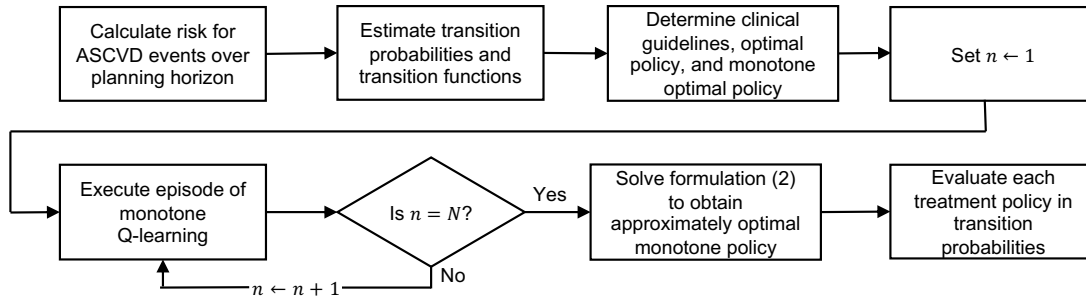 Calculate risk for
ASCVD events over
planning horizon
Estimate transition
probabilities and
transition functions
Determine clinical
guidelines, optimal
policy, and monotone
optimal policy
Set n ← 1
Execute episode of
monotone
Q-learning
Is n = N?
Yes
No
n ← n + 1
Solve formulation (2)
to obtain
approximately optimal
monotone policy
Evaluate each
treatment policy in
transition
probabilities